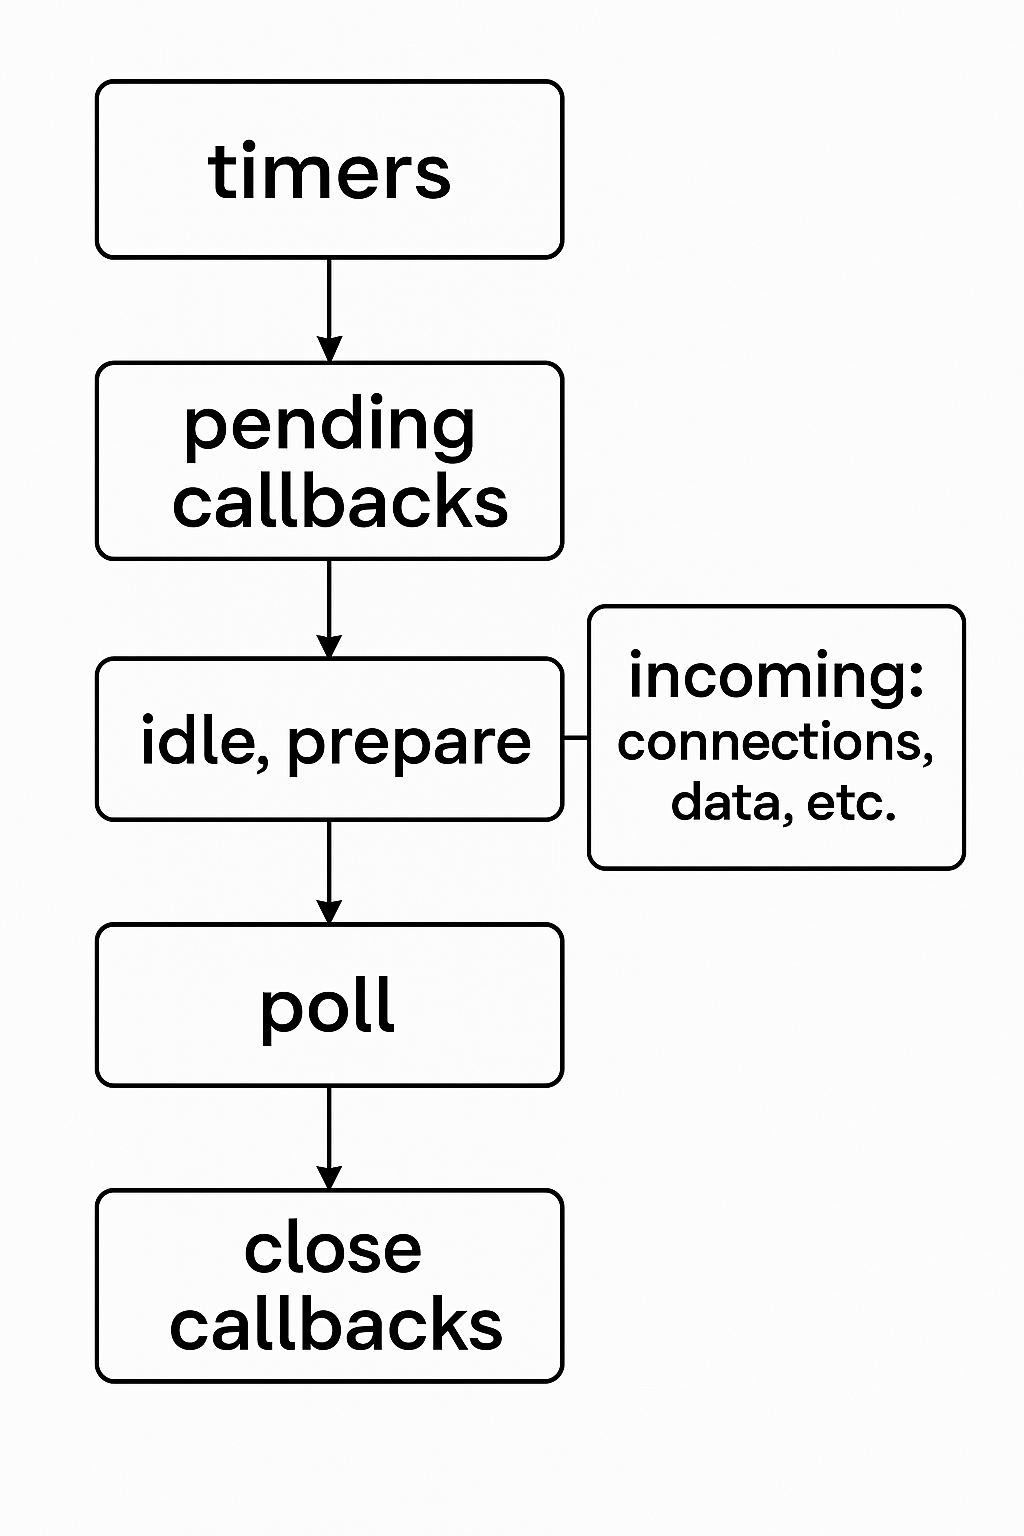 timers
pending
callbacks
idle, prepare
incoming:
connections,
data, etc.
poll
close
callbacks